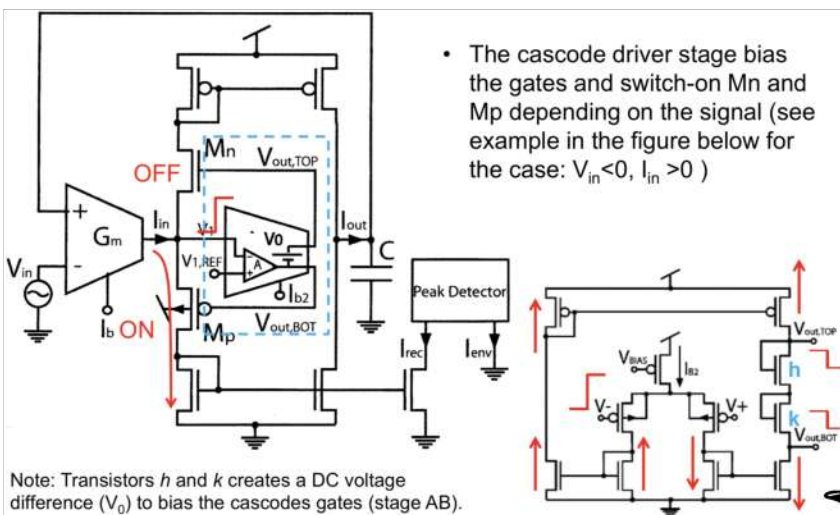 • The cascode driver stage bias
the gates and switch-on Mn and
Mp depending on the signal (see
example in the figure below for
the case: Vin<0, Iin >0 )
Mn
Vout,TOP
OFF
+
Gm
-
Iin
V1
V0
Iout
C
V1,REF
-
A
+
Vin
Ib
ON
Ib2
Mp
Vout,BOT
Peak Detector
Irec
Ienv
Vout,TOP
VBIAS
IB2
h
V-
V+
k
Vout,BOT
Note: Transistors h and k creates a DC voltage
difference (V0) to bias the cascodes gates (stage AB).